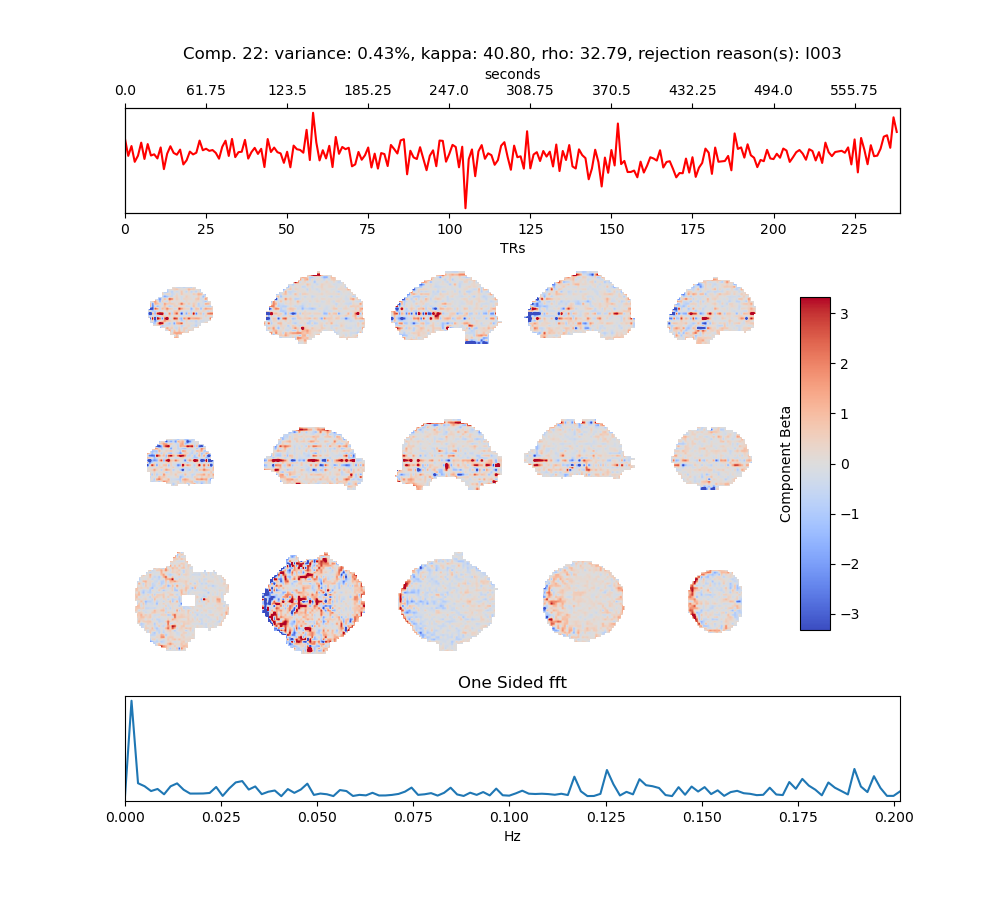 Comp. 22: variance: 0.43%, kappa: 40.80, rho: 32.79, rejection reason(s): I003
seconds
0.0 61.75 123.5 185.25 247.0 308.75 370.5 432.25 494.0 555.75
0 25 50 75 100 125 150 175 200 225
TRs
3
2
1
0
−1
−2
−3
Component Beta
One Sided fft
0.000 0.025 0.050 0.075 0.100 0.125 0.150 0.175 0.200
Hz